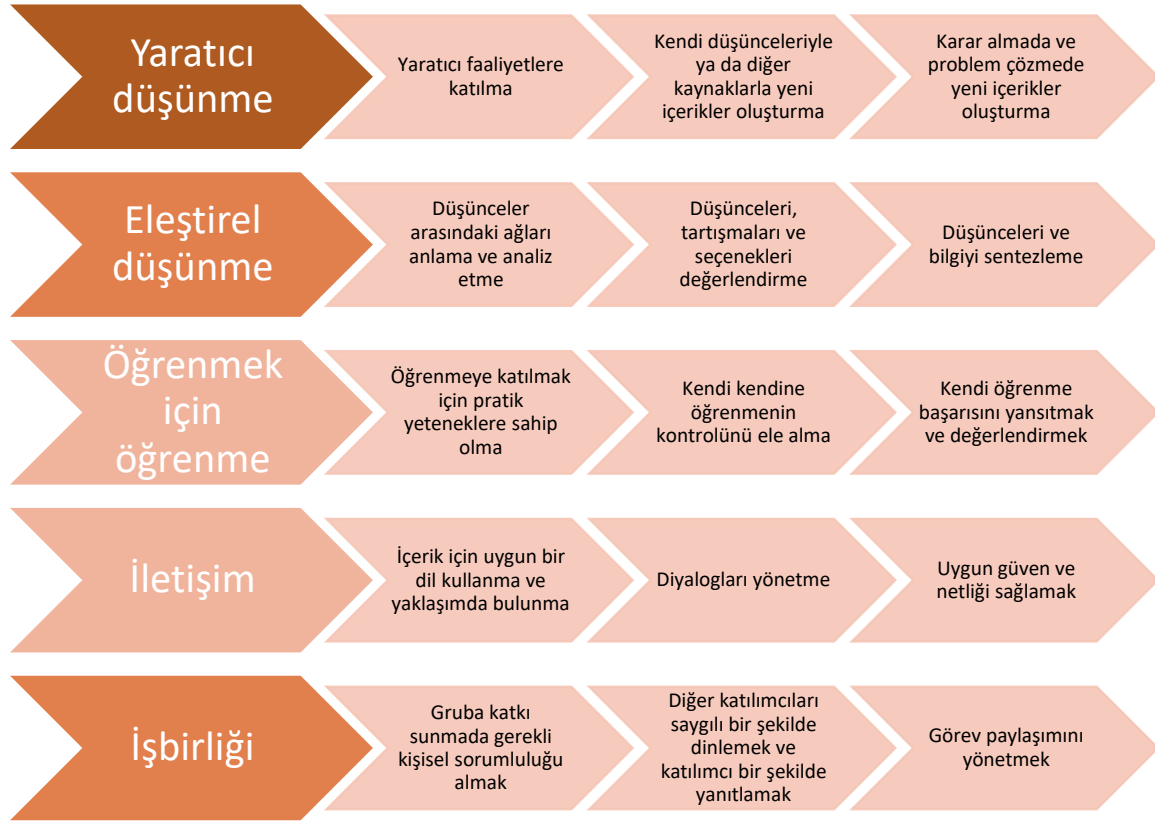 Yaratıcı
düşünme
Yaratıcı faaliyetlere
katılma
Kendi düşünceleriyle
ya da diğer
kaynaklarla yeni
içerikler oluşturma
Karar almada ve
problem çözmede
yeni içerikler
oluşturma
Eleştirel
düşünme
Düşünceler
arasındaki ağları
anlama ve analiz
etme
Düşünceleri,
tartışmaları ve
seçenekleri
değerlendirme
Düşünceleri ve
bilgiyi sentezleme
Öğrenmek
için
öğrenme
Öğrenmeye katılmak
için pratik
yeteneklere sahip
olma
Kendi kendine
öğrenmenin
kontrolünü ele alma
Kendi öğrenme
başarısını yansıtmak
ve değerlendirmek
İletişim
İçerik için uygun bir
dil kullanma ve
yaklaşımda bulunma
Diyalogları yönetme
Uygun güven ve
netliği sağlamak
İşbirliği
Gruba katkı
sunmada gerekli
kişisel sorumluluğu
almak
Diğer katılımcıları
saygılı bir şekilde
dinlemek ve
katılımcı bir şekilde
yanıtlamak
Görev paylaşımını
yönetmek